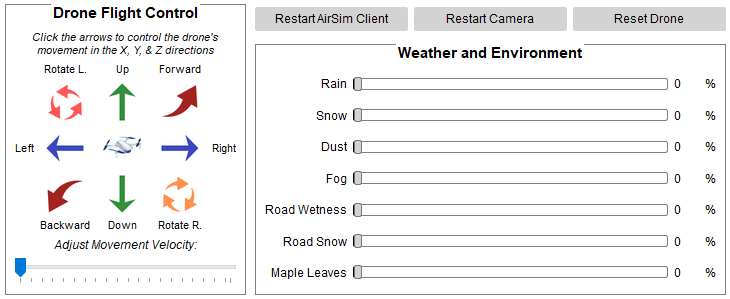 Drone Flight Control
Click the arrows to control the drone's
movement in the X, Y, & Z directions
Rotate L. Up Forward
Left Right
Backward Down Rotate R.
Adjust Movement Velocity:
Restart AirSim Client Restart Camera Reset Drone
Weather and Environment
Rain 0 %
Snow 0 %
Dust 0 %
Fog 0 %
Road Wetness 0 %
Road Snow 0 %
Maple Leaves 0 %